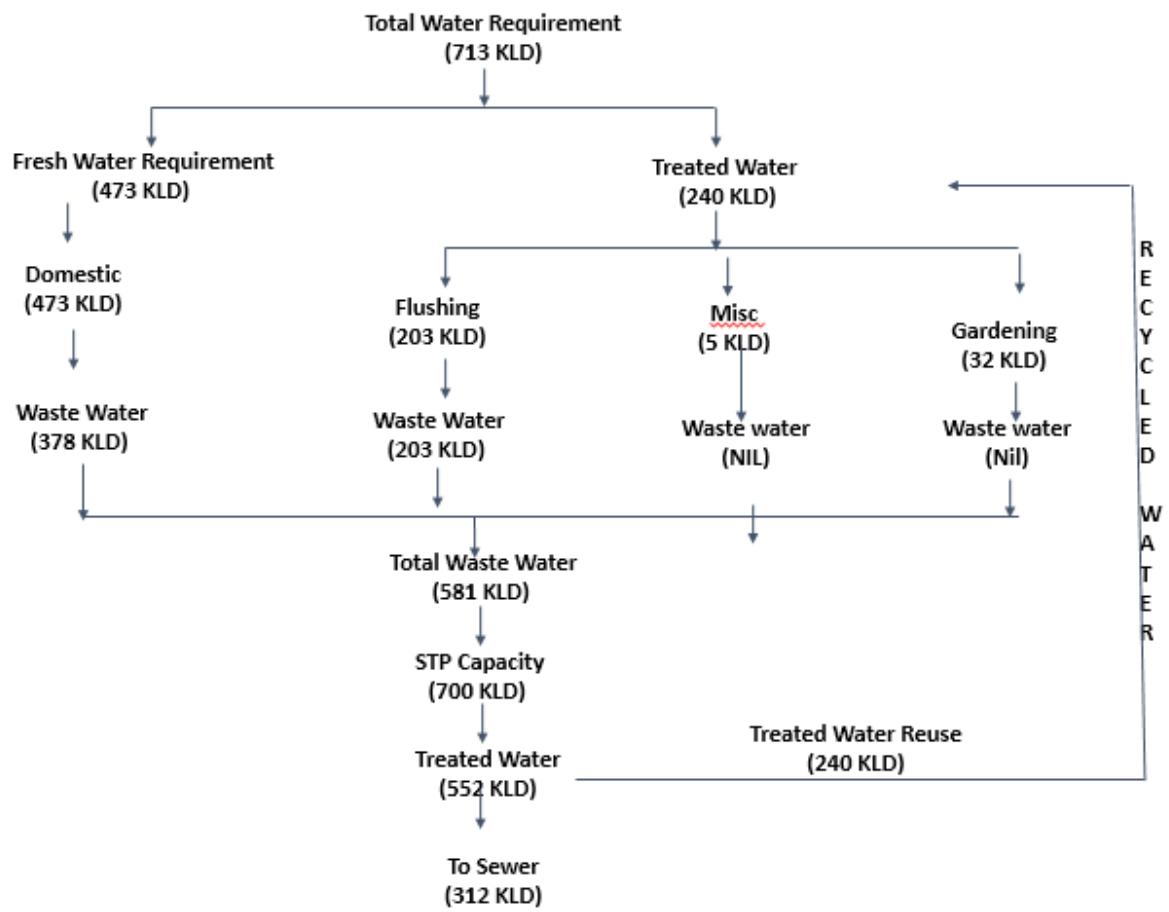 Total Water Requirement
(713 KLD)
Fresh Water Requirement
(473 KLD)
Treated Water
(240 KLD)
Domestic
(473 KLD)
Flushing
(203 KLD)
Misc
(5 KLD)
Gardening
(32 KLD)
Waste Water
(378 KLD)
Waste Water
(203 KLD)
Waste water
(NIL)
Waste water
(Nil)
RECYCLED WATER
Total Waste Water
(581 KLD)
STP Capacity
(700 KLD)
Treated Water
(552 KLD)
Treated Water Reuse
(240 KLD)
To Sewer
(312 KLD)